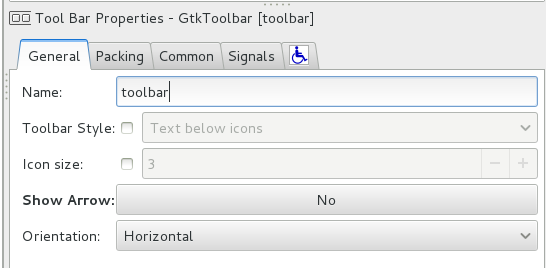 Tool Bar Properties - GtkToolbar [toolbar]
General Packing Common Signals
Name: toolbar
Toolbar Style: Text below icons
Icon size: 3
Show Arrow: No
Orientation: Horizontal